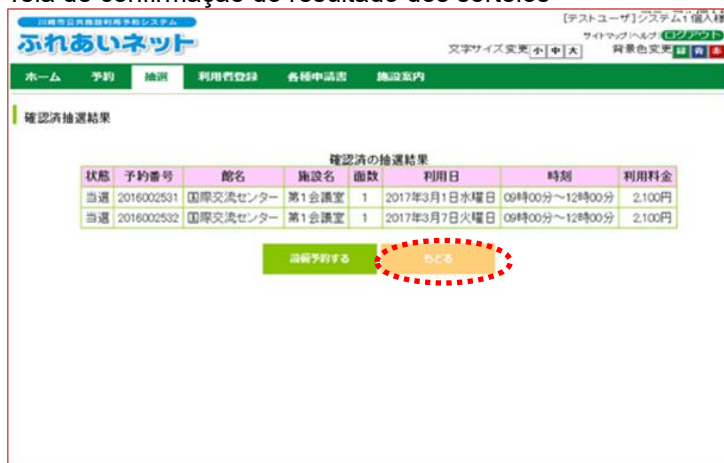 Tela de confirmação de resultado dos sorteios
川崎市公共施設利用予約システム
ふれあいネット
[テストユーザ]システム1個人様
サイトマップ|ヘルプ|ログアウト
文字サイズ変更 小 中 大 背景色変更 緑 青 赤
ホーム 予約 抽選 利用者登録 各種申請書 施設案内
確認済抽選結果
確認済の抽選結果
状態 予約番号 館名 施設名 面数 利用日 時刻 利用料金
当選 2016002531 国際交流センター 第1会議室 1 2017年3月1日水曜日 09時00分～12時00分 2,100円
当選 2016002532 国際交流センター 第1会議室 1 2017年3月7日火曜日 09時00分～12時00分 2,100円
設備予約する もどる